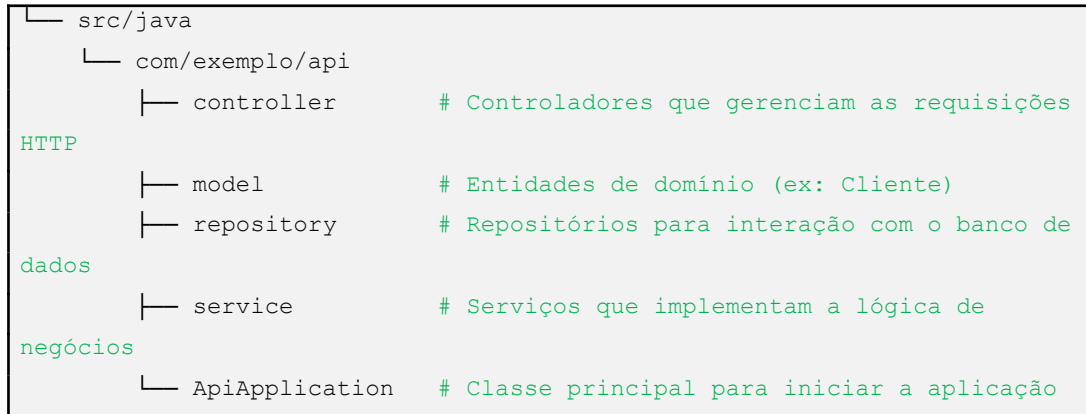 └── src/java
    └── com/exemplo/api
        ├── controller       # Controladores que gerenciam as requisições
HTTP
        ├── model            # Entidades de domínio (ex: Cliente)
        ├── repository       # Repositórios para interação com o banco de
dados
        ├── service          # Serviços que implementam a lógica de
negócios
        └── ApiApplication   # Classe principal para iniciar a aplicação